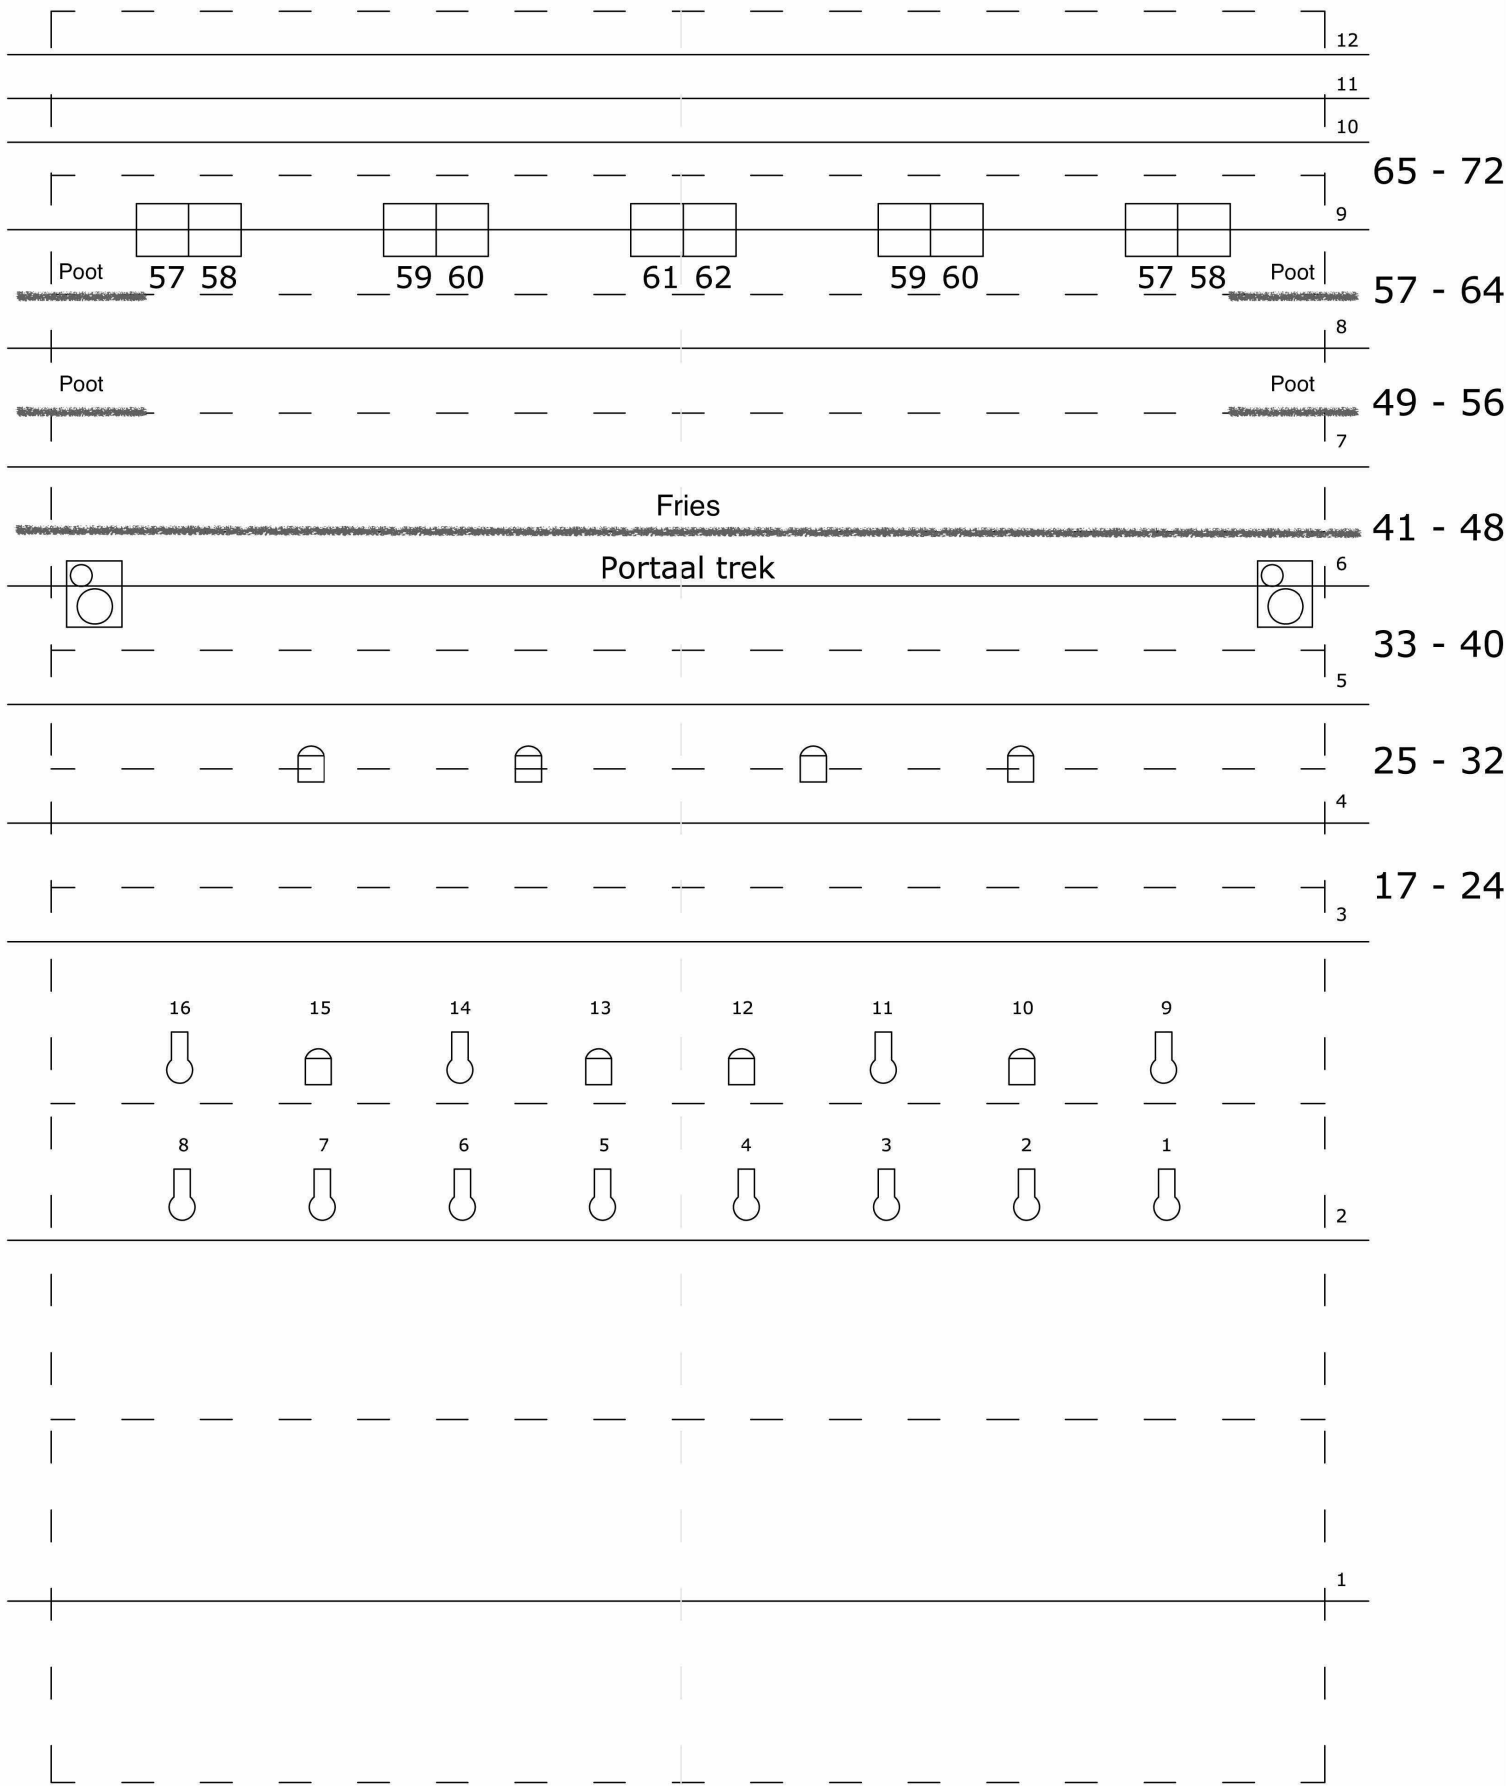 12
11
10
65 - 72
9
57 58 59 60 61 62 59 60 57 58
Poot Poot
57 - 64
8
Poot Poot
49 - 56
7
Fries
41 - 48
6
Portaal trek
33 - 40
5
25 - 32
4
17 - 24
3
16 15 14 13 12 11 10 9
8 7 6 5 4 3 2 1
2
1